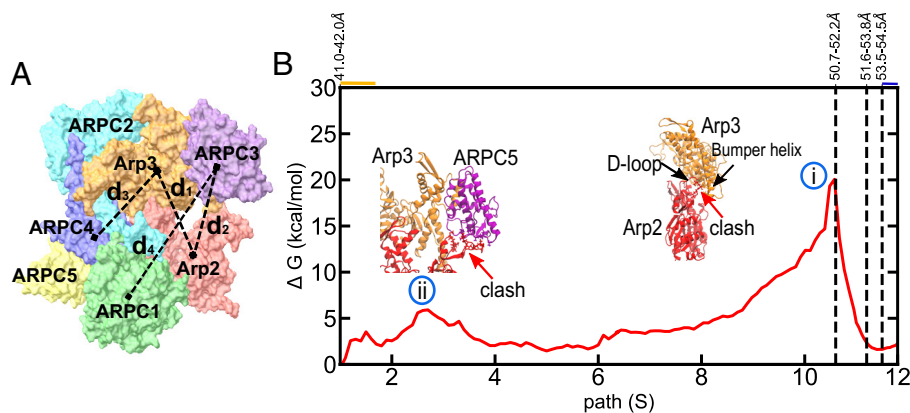 A
ARPC2
Arp3
ARPC3
d3
d1
ARPC4
d4
d2
ARPC5
Arp2
ARPC1
B
41.0-42.0Å
50.7-52.2Å
51.6-53.8Å
53.5-54.5Å
30
25
20
15
10
5
0
Δ G (kcal/mol)
Arp3
ARPC5
clash
ii
Arp3
D-loop
Bumper helix
Arp2
clash
i
2
4
6
8
10
12
path (S)